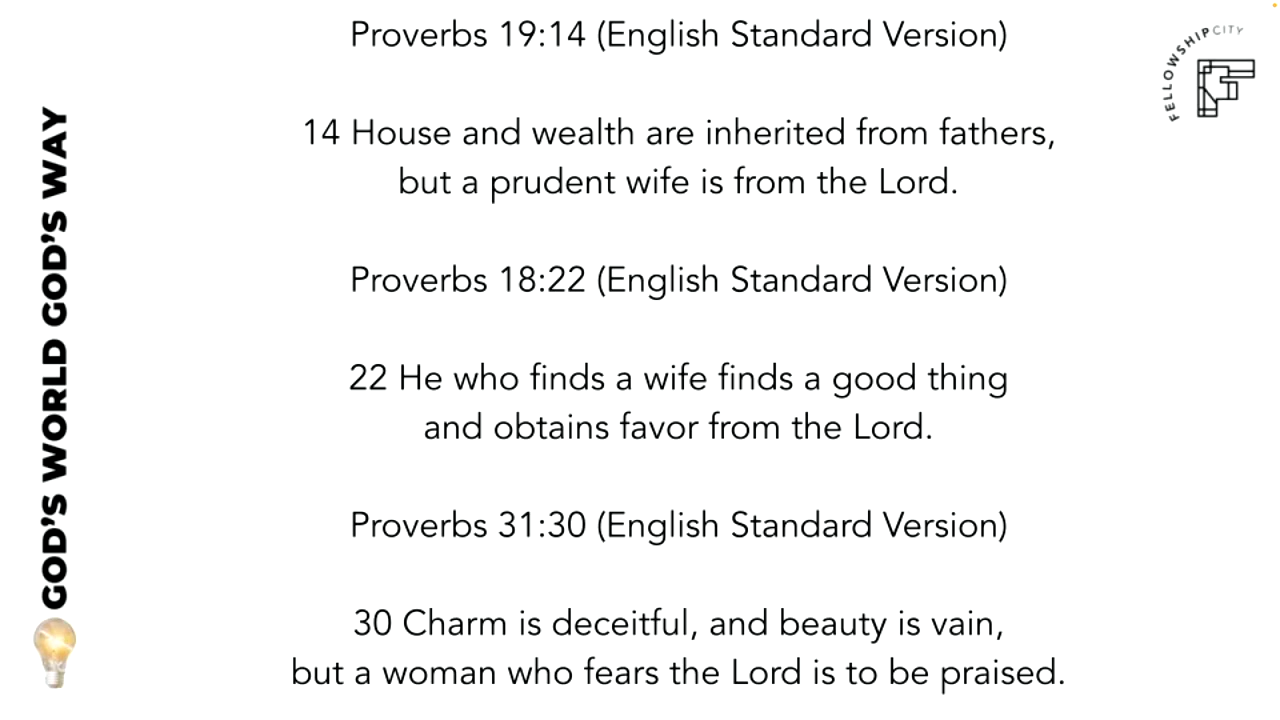 Proverbs 19:14 (English Standard Version)
14 House and wealth are inherited from fathers,
but a prudent wife is from the Lord.
Proverbs 18:22 (English Standard Version)
22 He who finds a wife finds a good thing
and obtains favor from the Lord.
Proverbs 31:30 (English Standard Version)
30 Charm is deceitful, and beauty is vain,
but a woman who fears the Lord is to be praised.
GOD'S WORLD GOD'S WAY
FELLOWSHIPCITY